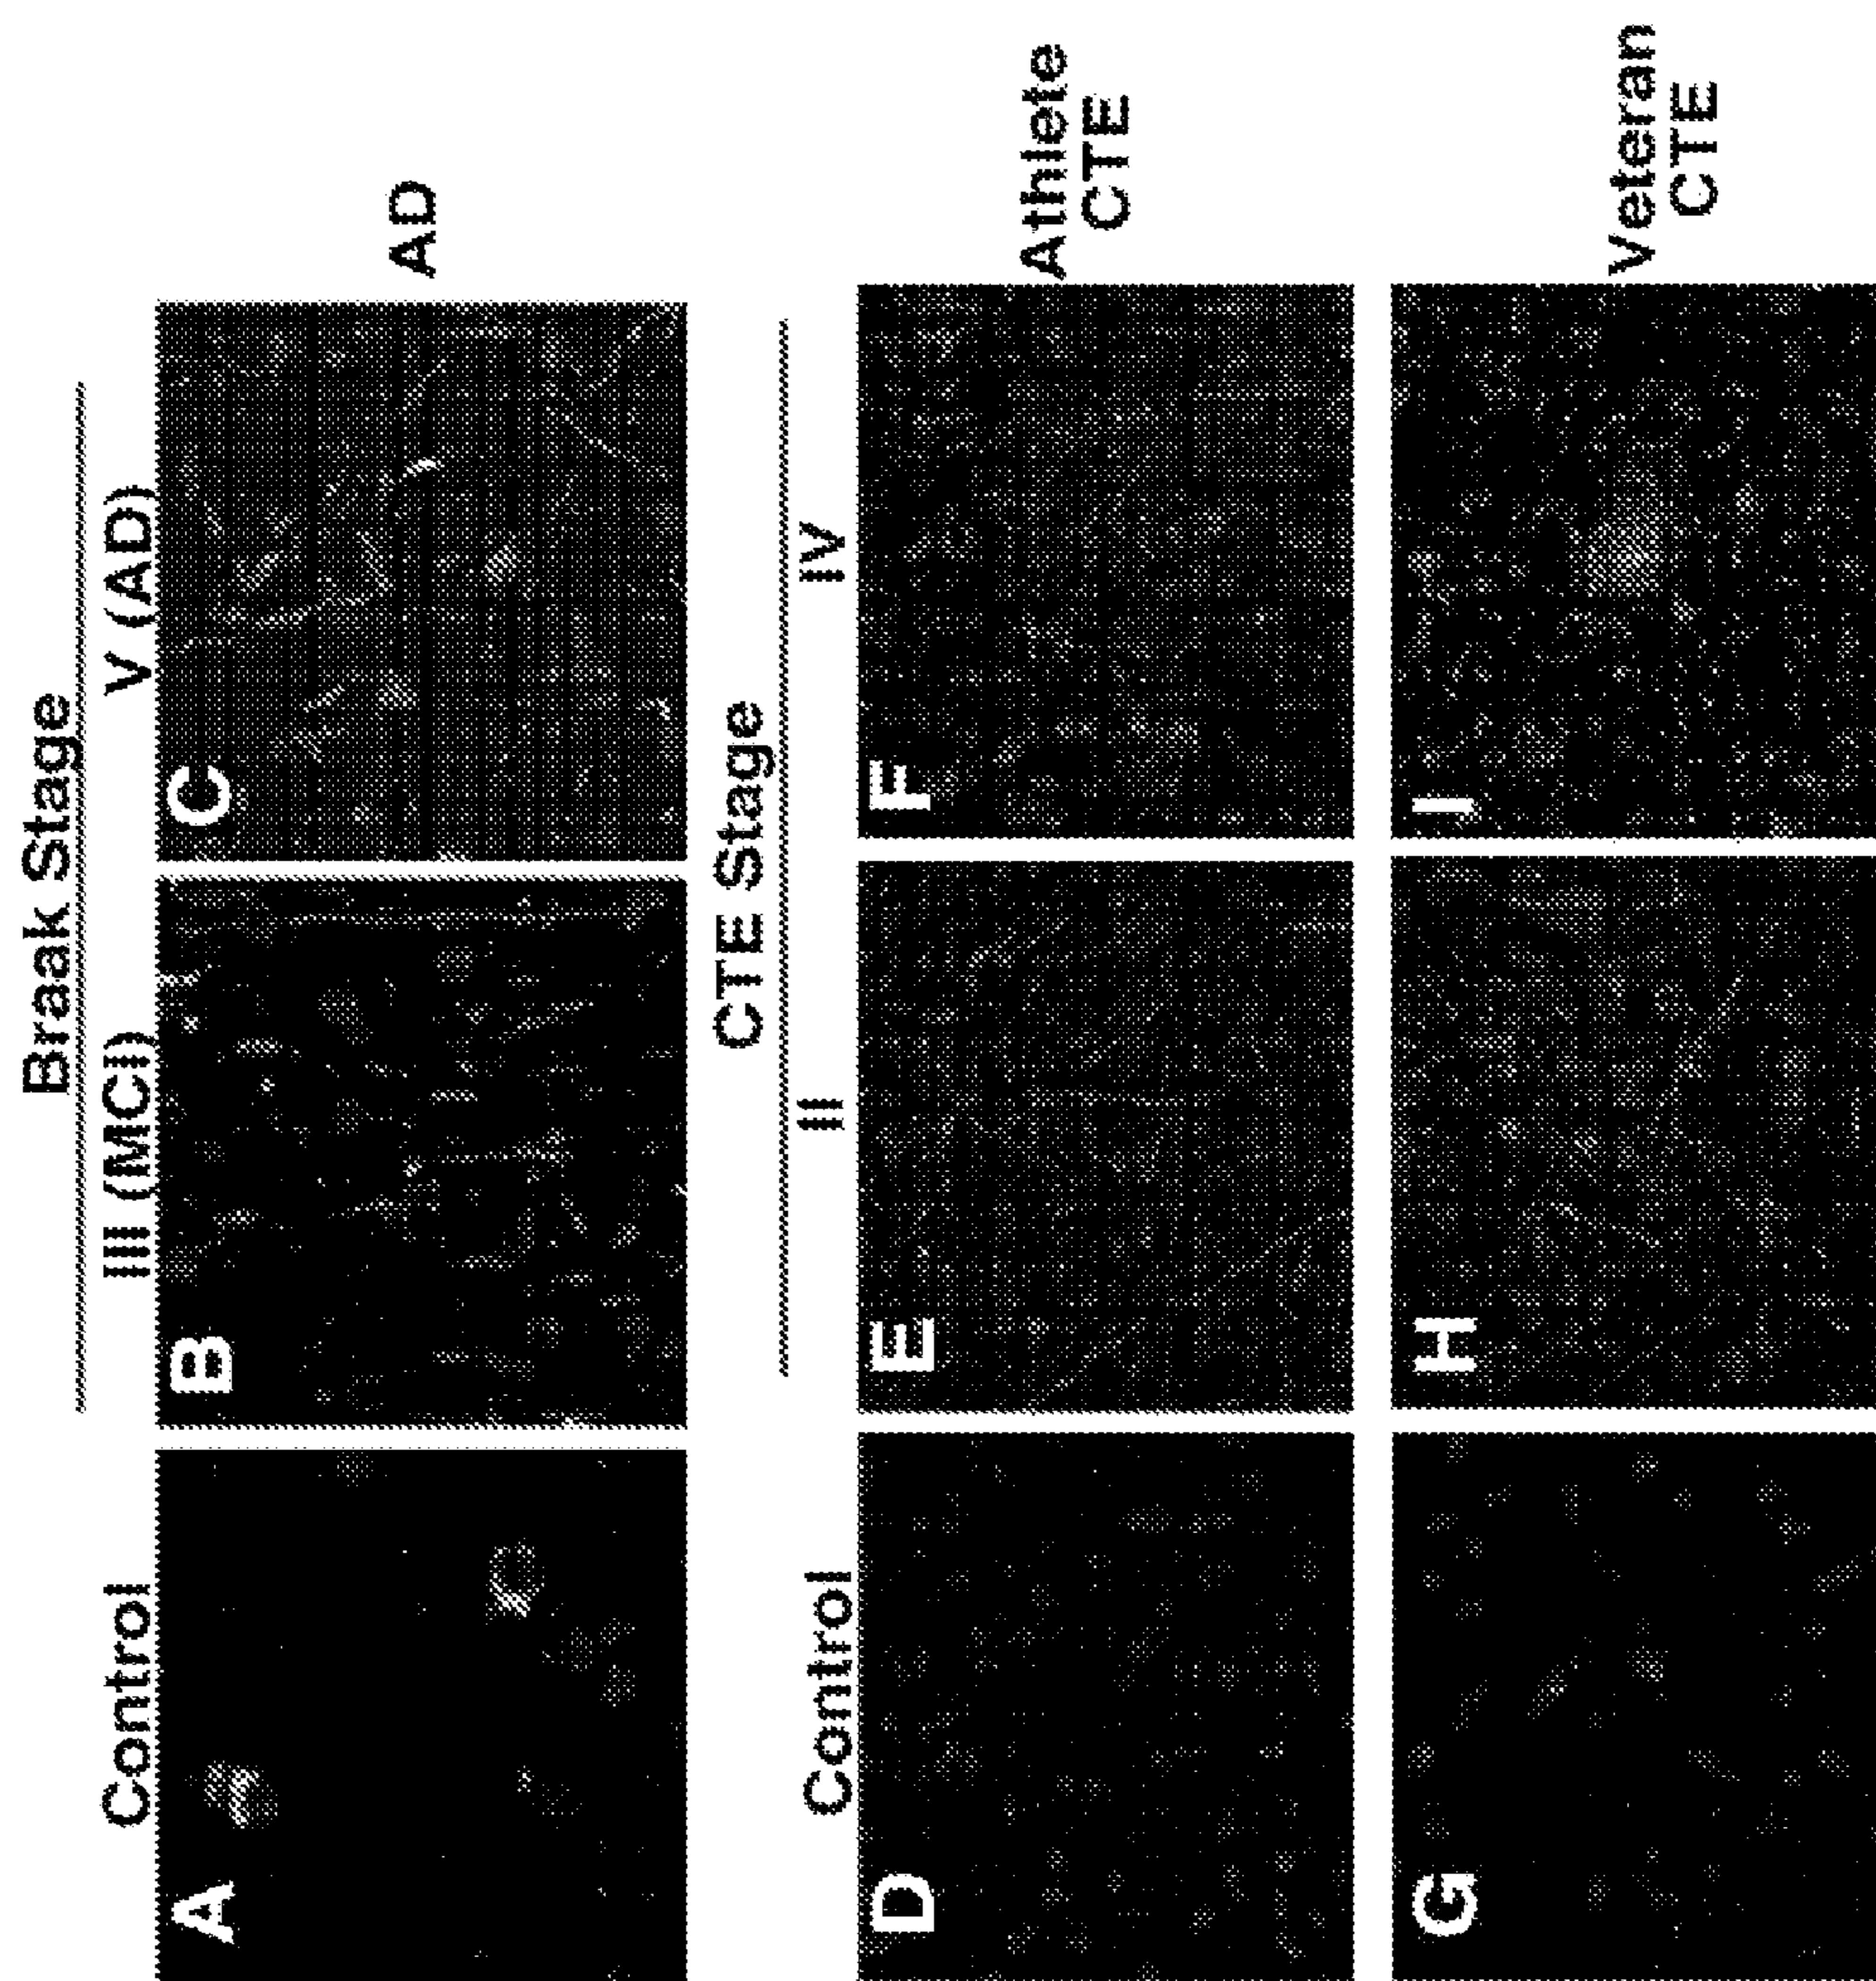 Braak Stage
Control
III (MCI)
V (AD)
A
B
C
AD
CTE Stage
Control
II
IV
D
E
F
Athlete
CTE
G
H
I
Veteran
CTE